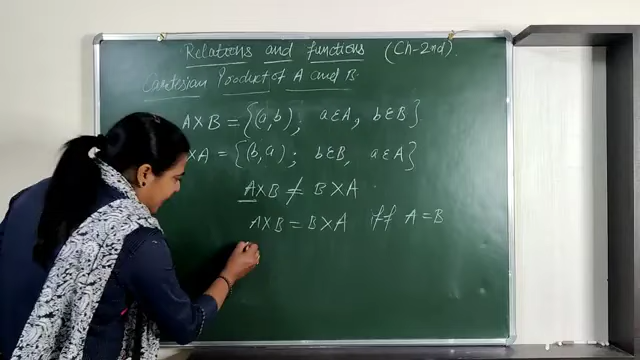 Relations and functions (Ch-2nd).
Cartesian Product of A and B.
A×B = {(a,b); a∈A, b∈B}
×A = {(b,a); b∈B, a∈A}
A×B ≠ B×A
A×B = B×A iff A=B